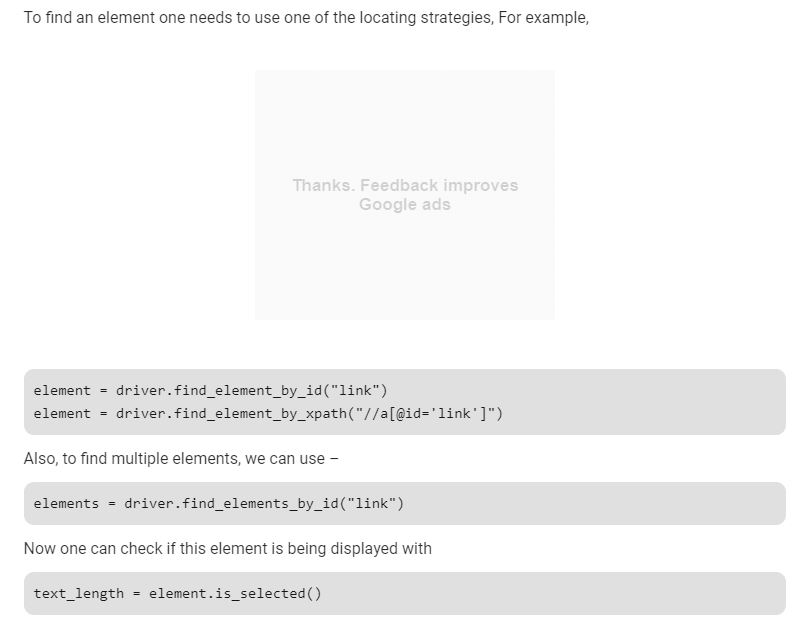 To find an element one needs to use one of the locating strategies, For example,
Thanks. Feedback improves
Google ads
element = driver.find_element_by_id("link")
element = driver.find_element_by_xpath("//a[@id='link']")
Also, to find multiple elements, we can use –
elements = driver.find_elements_by_id("link")
Now one can check if this element is being displayed with
text_length = element.is_selected()